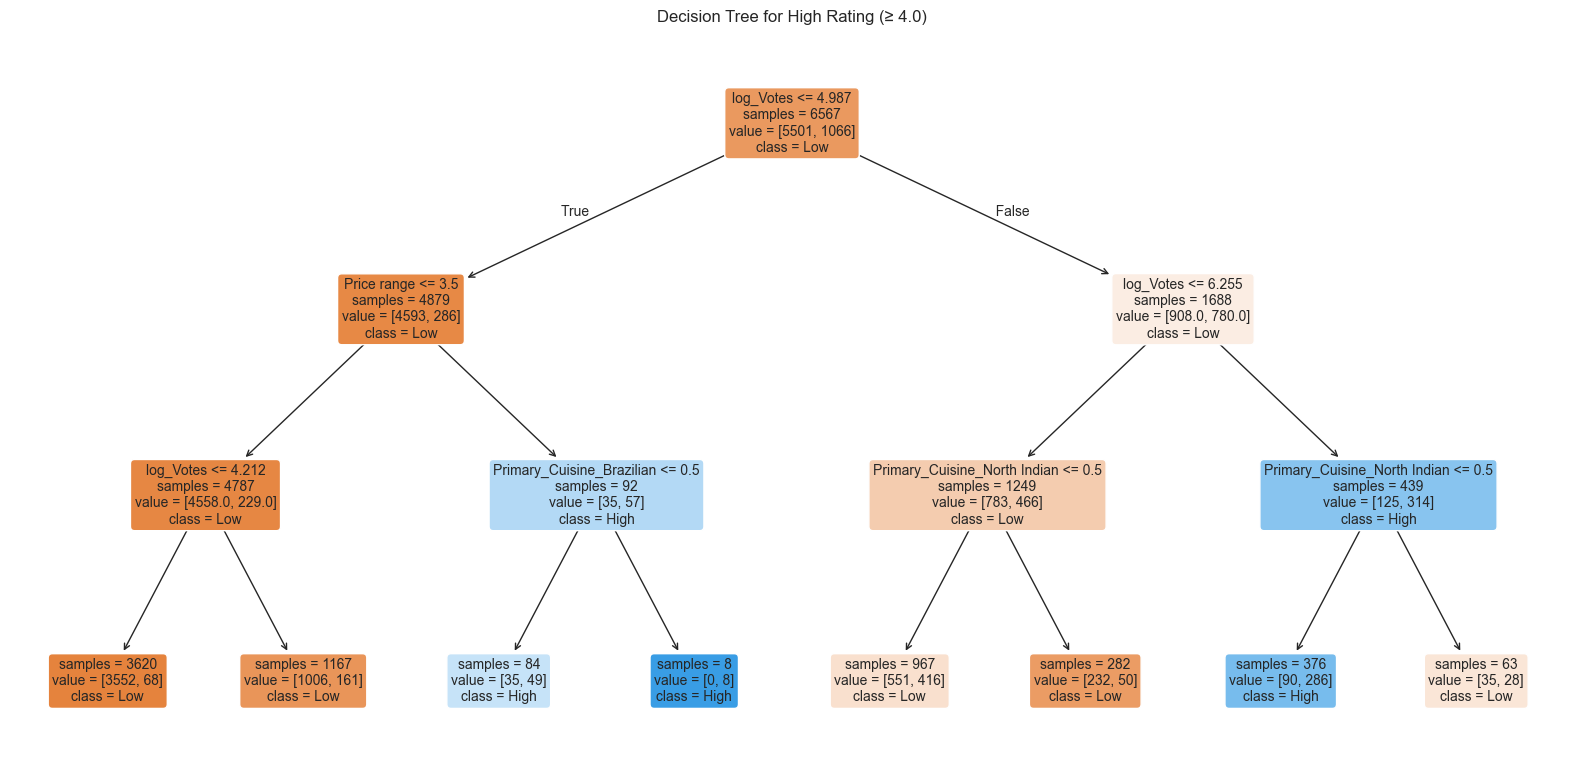 Decision Tree for High Rating (≥ 4.0)
log_Votes <= 4.987
samples = 6567
value = [5501, 1066]
class = Low
True
False
Price range <= 3.5
samples = 4879
value = [4593, 286]
class = Low
log_Votes <= 6.255
samples = 1688
value = [908.0, 780.0]
class = Low
log_Votes <= 4.212
samples = 4787
value = [4558.0, 229.0]
class = Low
Primary_Cuisine_Brazilian <= 0.5
samples = 92
value = [35, 57]
class = High
Primary_Cuisine_North Indian <= 0.5
samples = 1249
value = [783, 466]
class = Low
Primary_Cuisine_North Indian <= 0.5
samples = 439
value = [125, 314]
class = High
samples = 3620
value = [3552, 68]
class = Low
samples = 1167
value = [1006, 161]
class = Low
samples = 84
value = [35, 49]
class = High
samples = 8
value = [0, 8]
class = High
samples = 967
value = [551, 416]
class = Low
samples = 282
value = [232, 50]
class = Low
samples = 376
value = [90, 286]
class = High
samples = 63
value = [35, 28]
class = Low